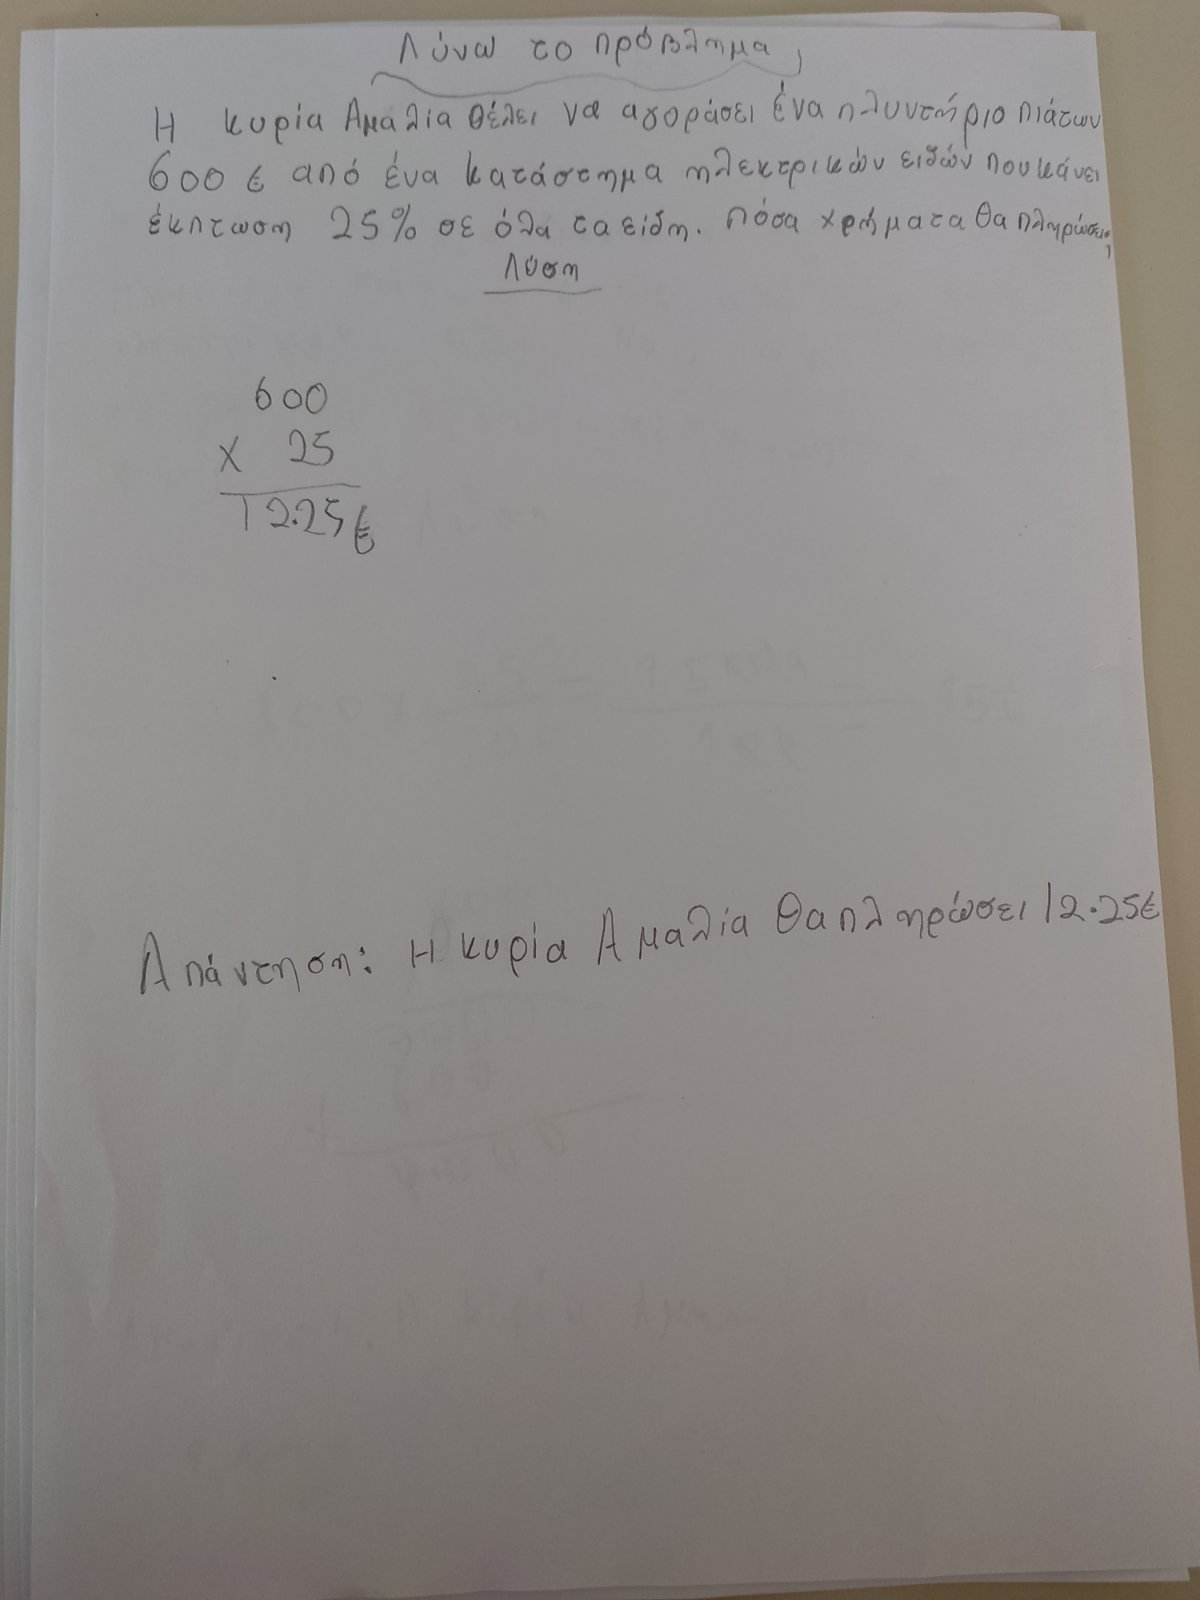 Λύνω το πρόβλημα
Η κυρία Αμαλία θέλει να αγοράσει ένα πλυντήριο πιάτων
600 € από ένα κατάστημα ηλεκτρικών ειδών που κάνει
έκπτωση 25% σε όλα τα είδη. Πόσα χρήματα θα πληρώσει;
Λύση
600
x 25
12.25€
Απάντηση: Η κυρία Αμαλία θα πληρώσει 12.25€